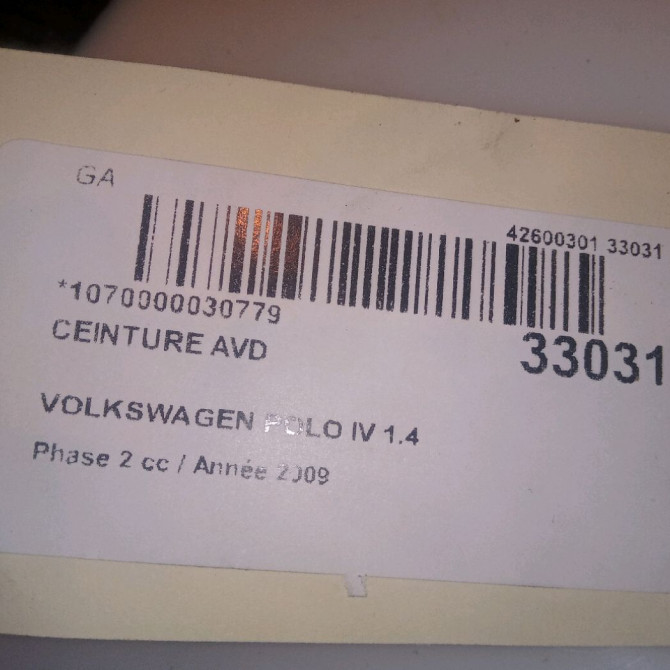 GA
42600301 33031
*1070000030779
CEINTURE AVD
33031
VOLKSWAGEN POLO IV 1.4
Phase 2 cc / Année 2009